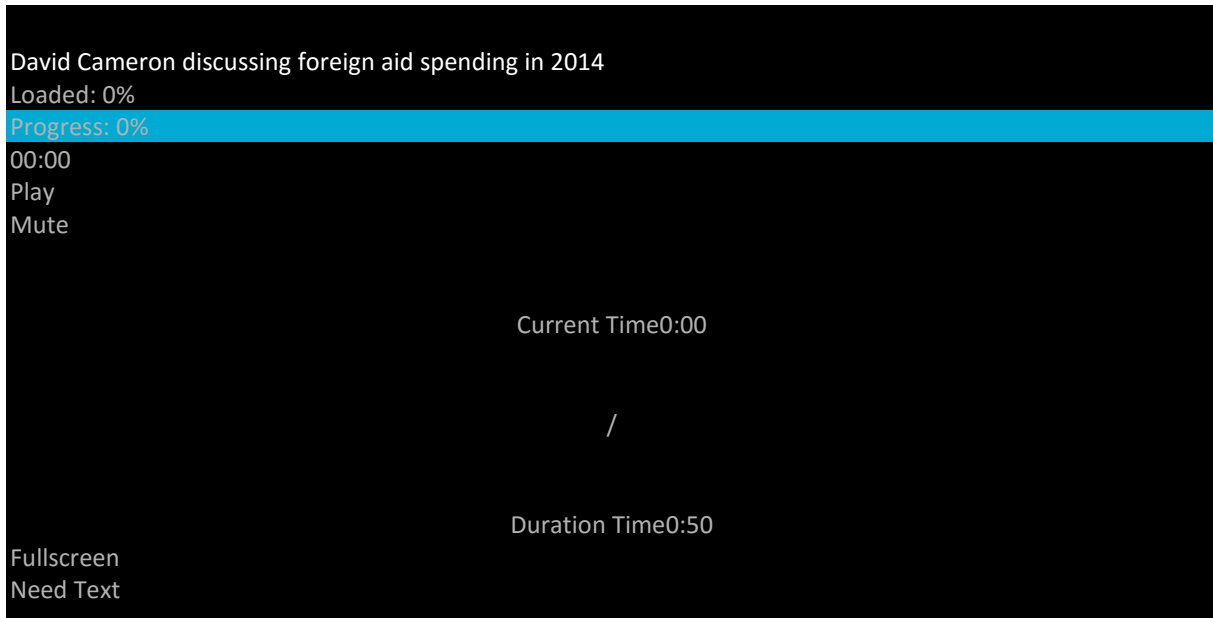 David Cameron discussing foreign aid spending in 2014
Loaded: 0%
Progress: 0%
00:00
Play
Mute
Current Time0:00
/
Duration Time0:50
Fullscreen
Need Text